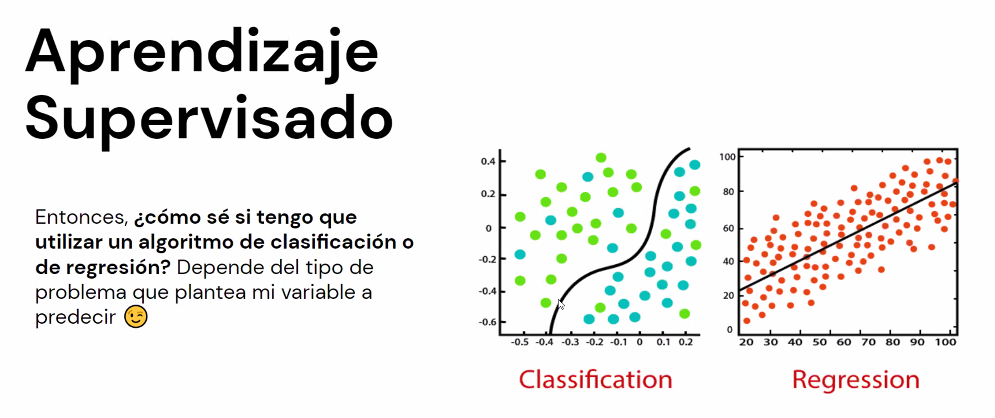 Aprendizaje
Supervisado
Entonces, ¿cómo sé si tengo que
utilizar un algoritmo de clasificación o
de regresión? Depende del tipo de
problema que plantea mi variable a
predecir 😉
0.4
0.2
0
-0.2
-0.4
-0.6
-0.5 -0.4 -0.3 -0.2 -0.1 0 0.1 0.2
Classification
100
80
60
40
20
0
20 30 40 50 60 70 80 90 100
Regression